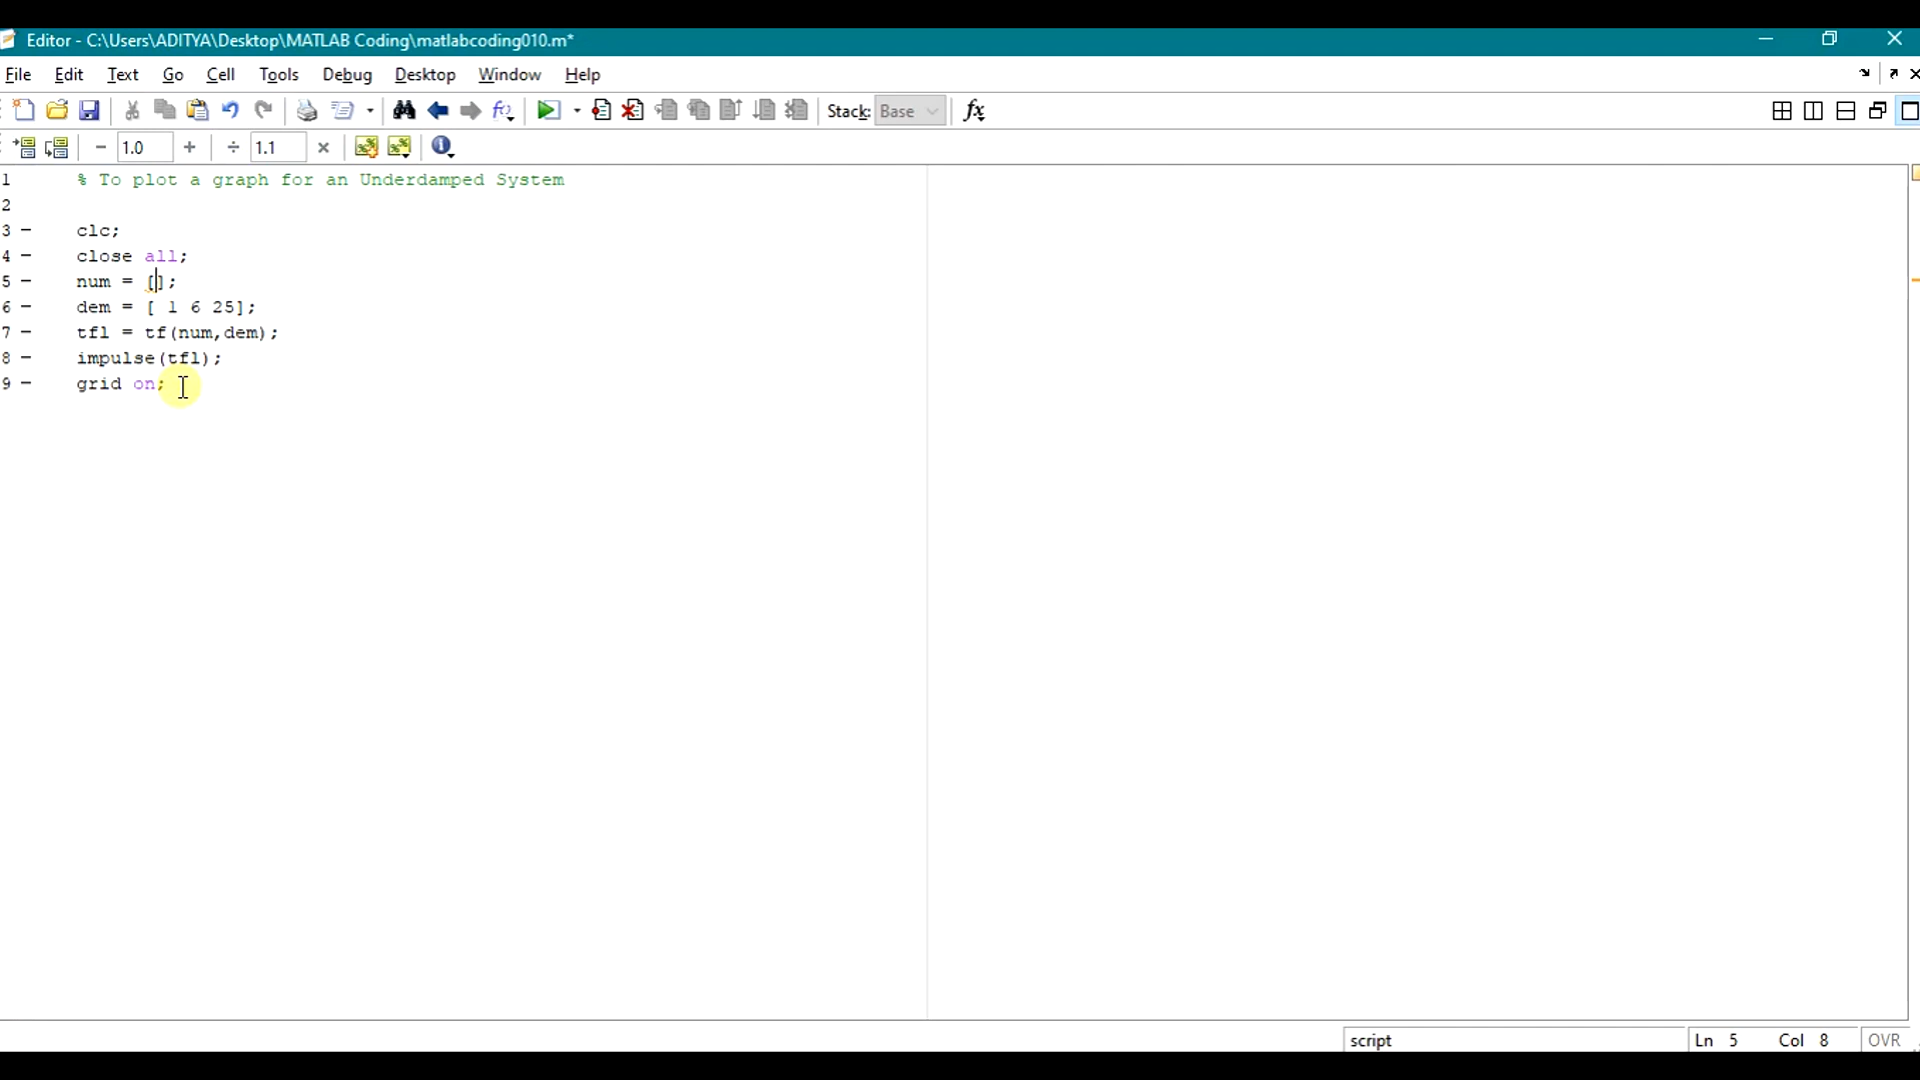 Editor - C:\Users\ADITYA\Desktop\MATLAB Coding\matlabcoding010.m*
File Edit Text Go Cell Tools Debug Desktop Window Help
Stack: Base fx
− 1.0 + ÷ 1.1 ×
1 % To plot a graph for an Underdamped System
2
3 − clc;
4 − close all;
5 − num = [];
6 − dem = [ 1 6 25];
7 − tfl = tf(num,dem);
8 − impulse(tfl);
9 − grid on;
script Ln 5 Col 8 OVR